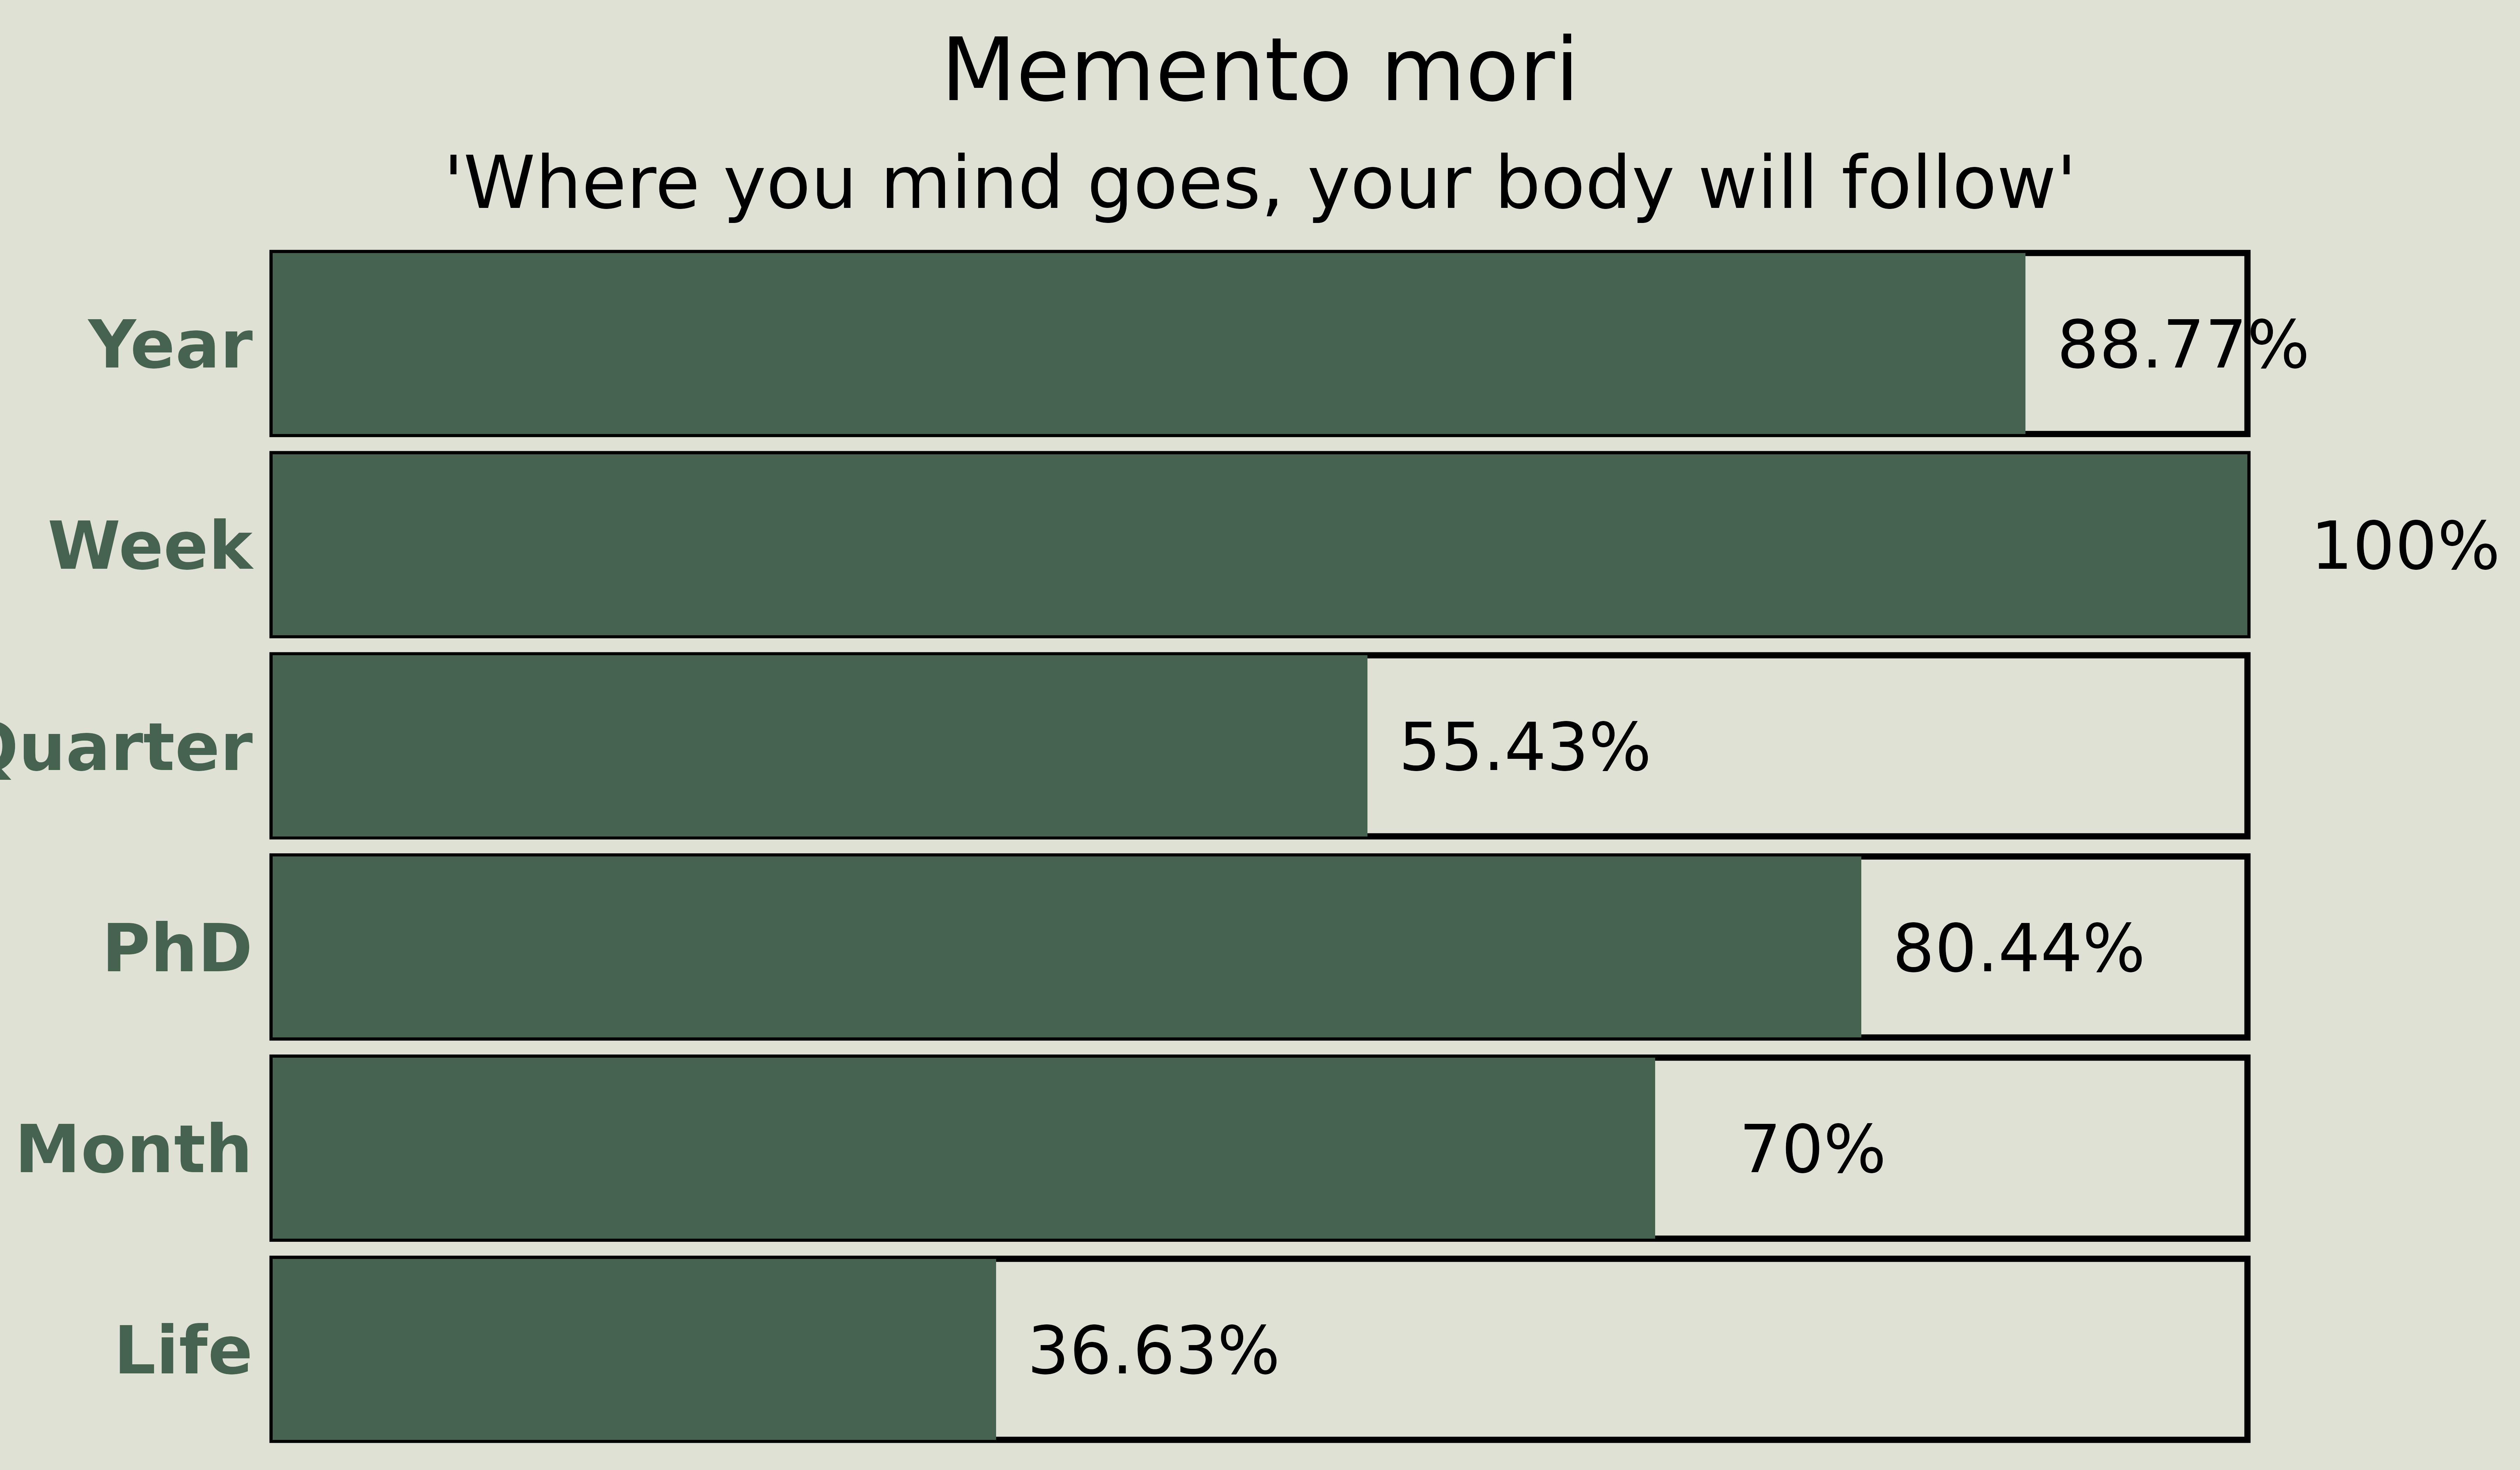 Memento mori
'Where you mind goes, your body will follow'
Year 88.77%
Week 100%
Quarter 55.43%
PhD 80.44%
Month 70%
Life 36.63%